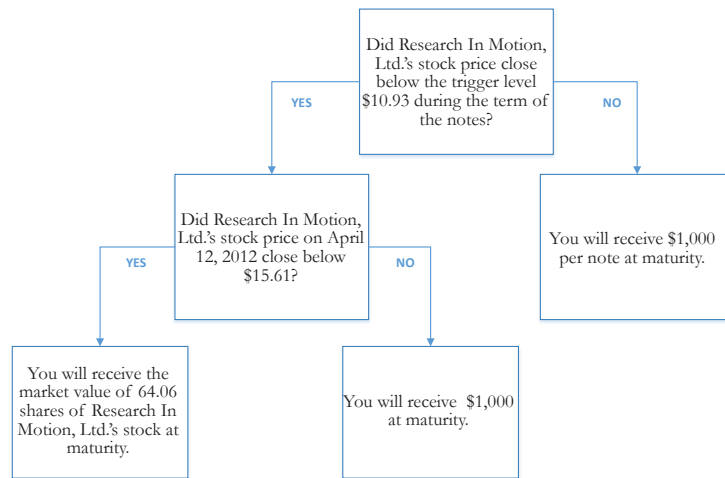 Did Research In Motion,
Ltd.'s stock price close
below the trigger level
$10.93 during the term of
the notes?
YES
NO
Did Research In Motion,
Ltd.'s stock price on April
12, 2012 close below
$15.61?
You will receive $1,000
per note at maturity.
YES
NO
You will receive the
market value of 64.06
shares of Research In
Motion, Ltd.'s stock at
maturity.
You will receive $1,000
at maturity.